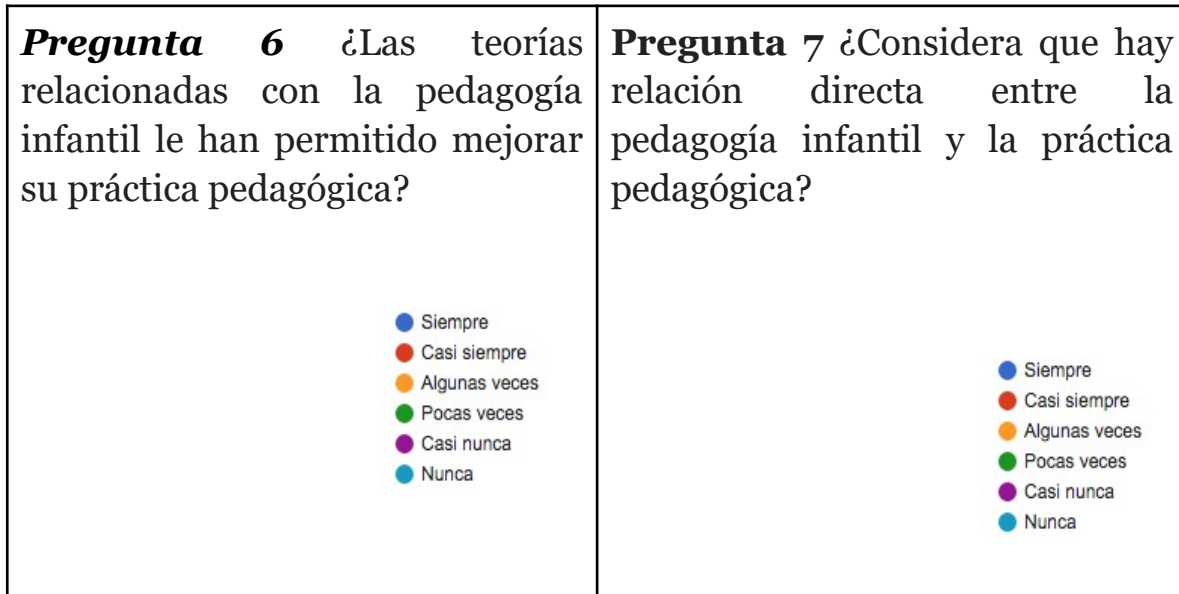 Pregunta 6 ¿Las teorías
relacionadas con la pedagogía
infantil le han permitido mejorar
su práctica pedagógica?
Siempre
Casi siempre
Algunas veces
Pocas veces
Casi nunca
Nunca
Pregunta 7 ¿Considera que hay
relación directa entre la
pedagogía infantil y la práctica
pedagógica?
Siempre
Casi siempre
Algunas veces
Pocas veces
Casi nunca
Nunca